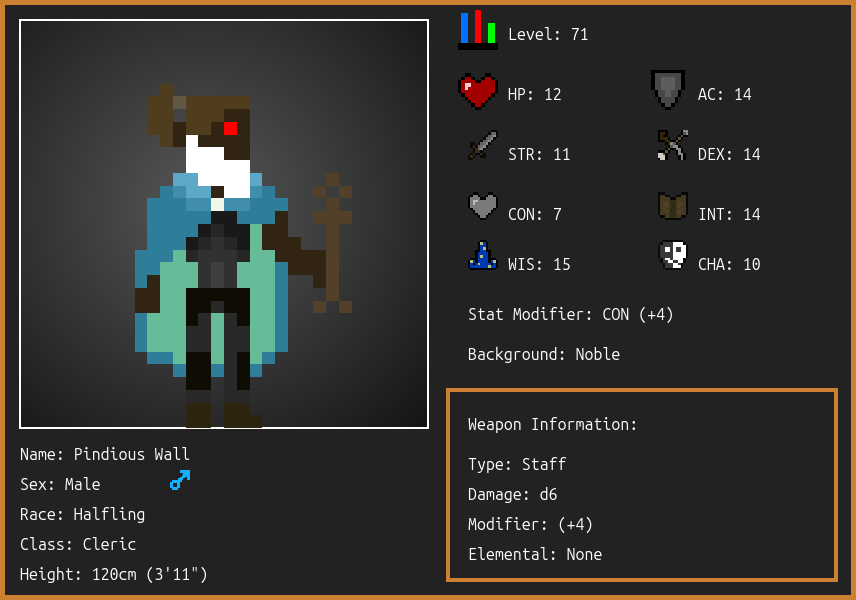 Level: 71
HP: 12
AC: 14
STR: 11
DEX: 14
CON: 7
INT: 14
WIS: 15
CHA: 10
Stat Modifier: CON (+4)
Background: Noble
Weapon Information:
Type: Staff
Damage: d6
Modifier: (+4)
Elemental: None
Name: Pindious Wall
Sex: Male
Race: Halfling
Class: Cleric
Height: 120cm (3'11")